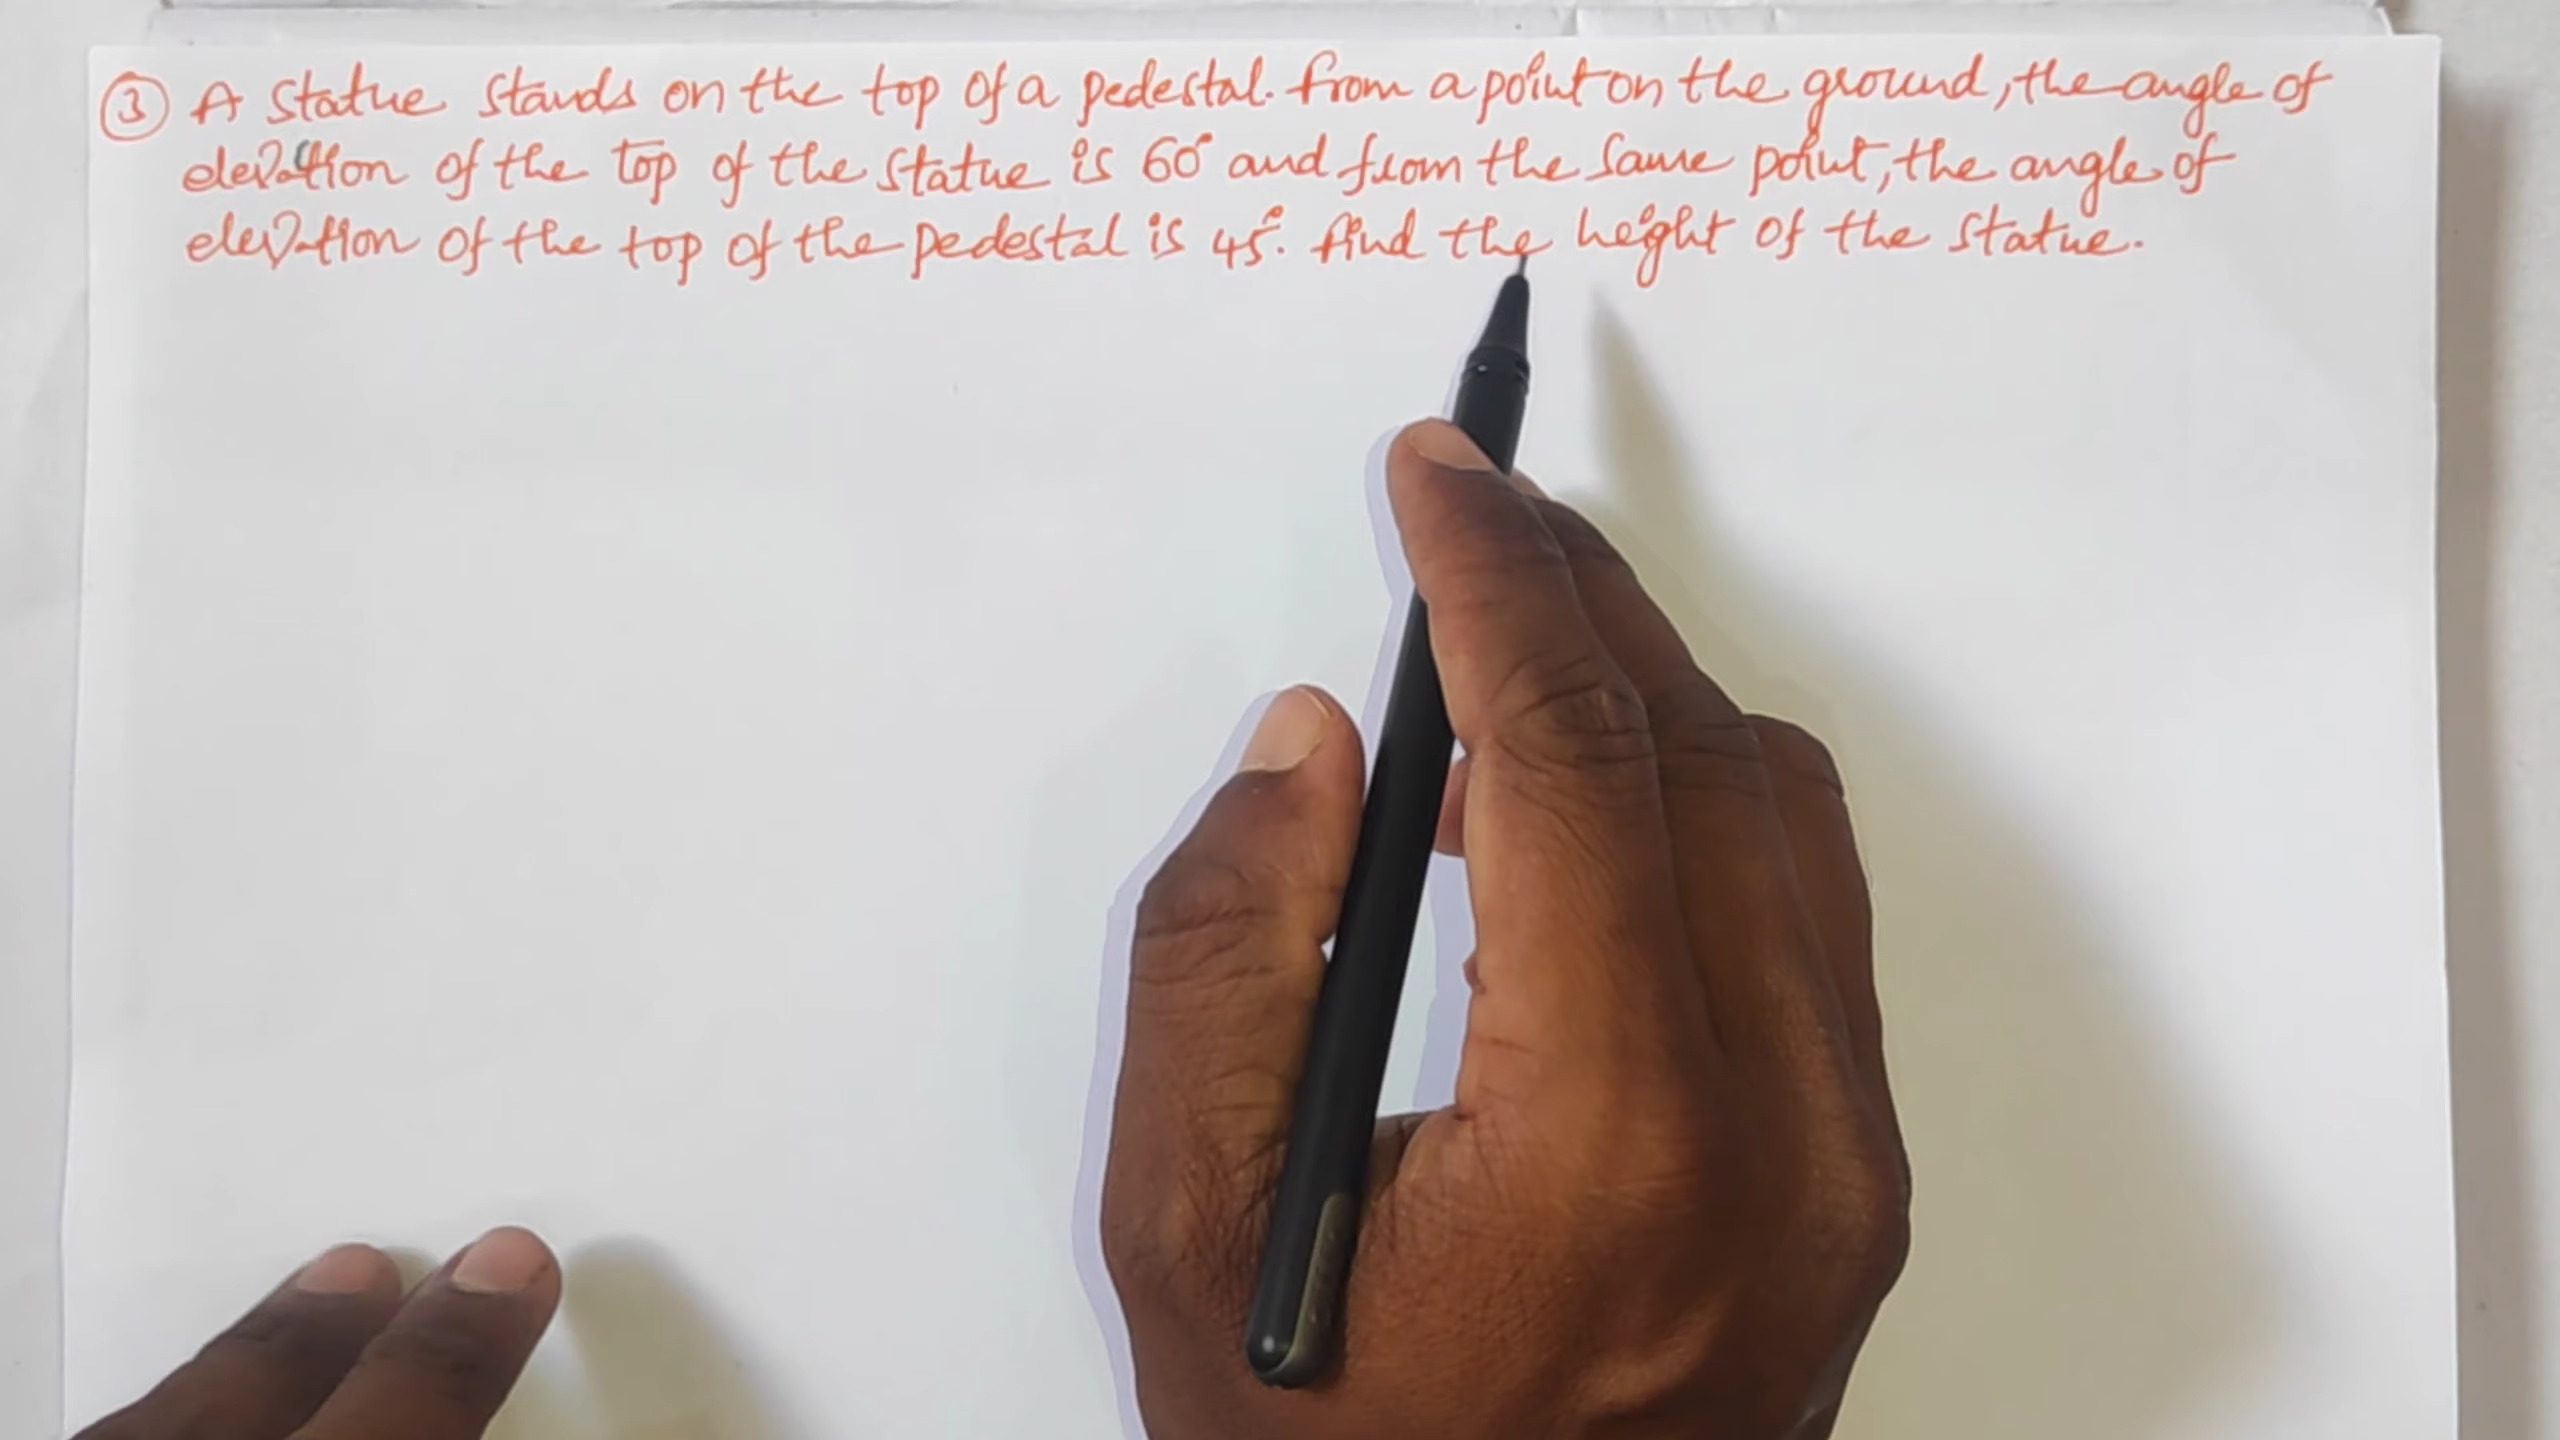 ③ A statue stands on the top of a pedestal. from a point on the ground, the angle of
elevation of the top of the statue is 60° and from the same point, the angle of
elevation of the top of the pedestal is 45°. find the height of the statue.